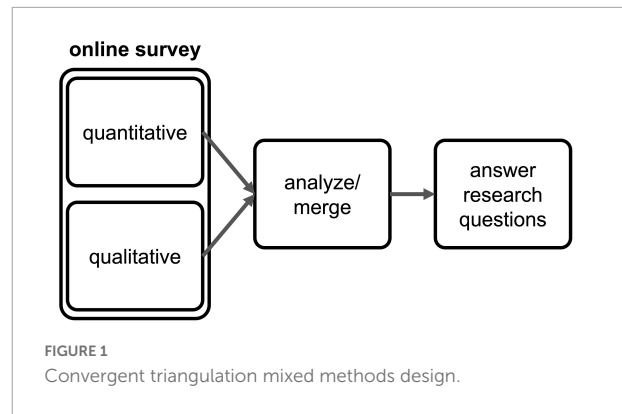 online survey
quantitative
qualitative
analyze/
merge
answer
research
questions
FIGURE 1
Convergent triangulation mixed methods design.